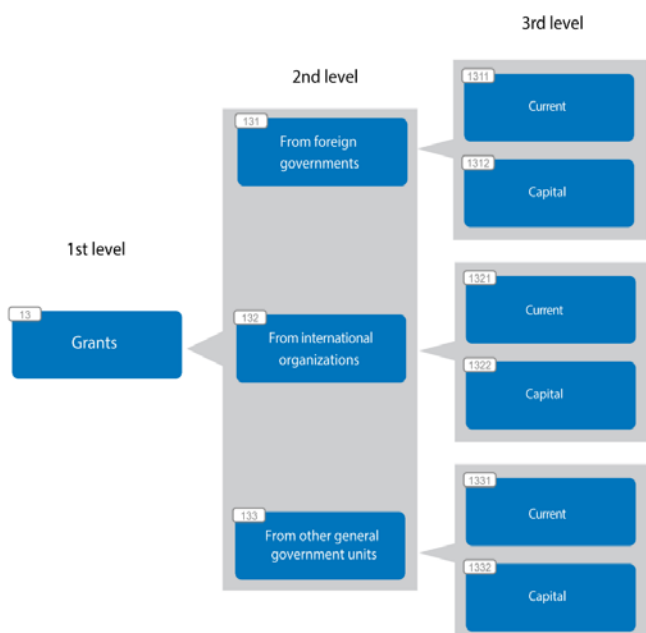 3rd level
2nd level
1st level
13
Grants
131
From foreign
governments
132
From international
organizations
133
From other general
government units
1311
Current
1312
Capital
1321
Current
1322
Capital
1331
Current
1332
Capital